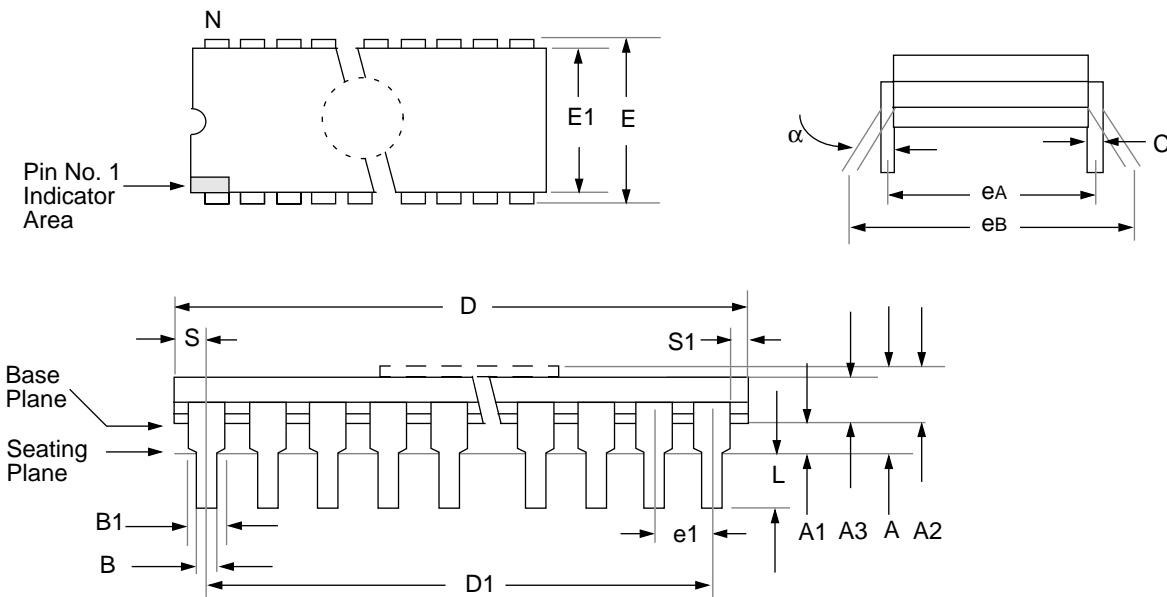 N
E1
E
Pin No. 1
Indicator
Area
α
C
eA
eB
D
S
S1
Base
Plane
Seating
Plane
L
B1
e1
A1
A3
A
A2
B
D1